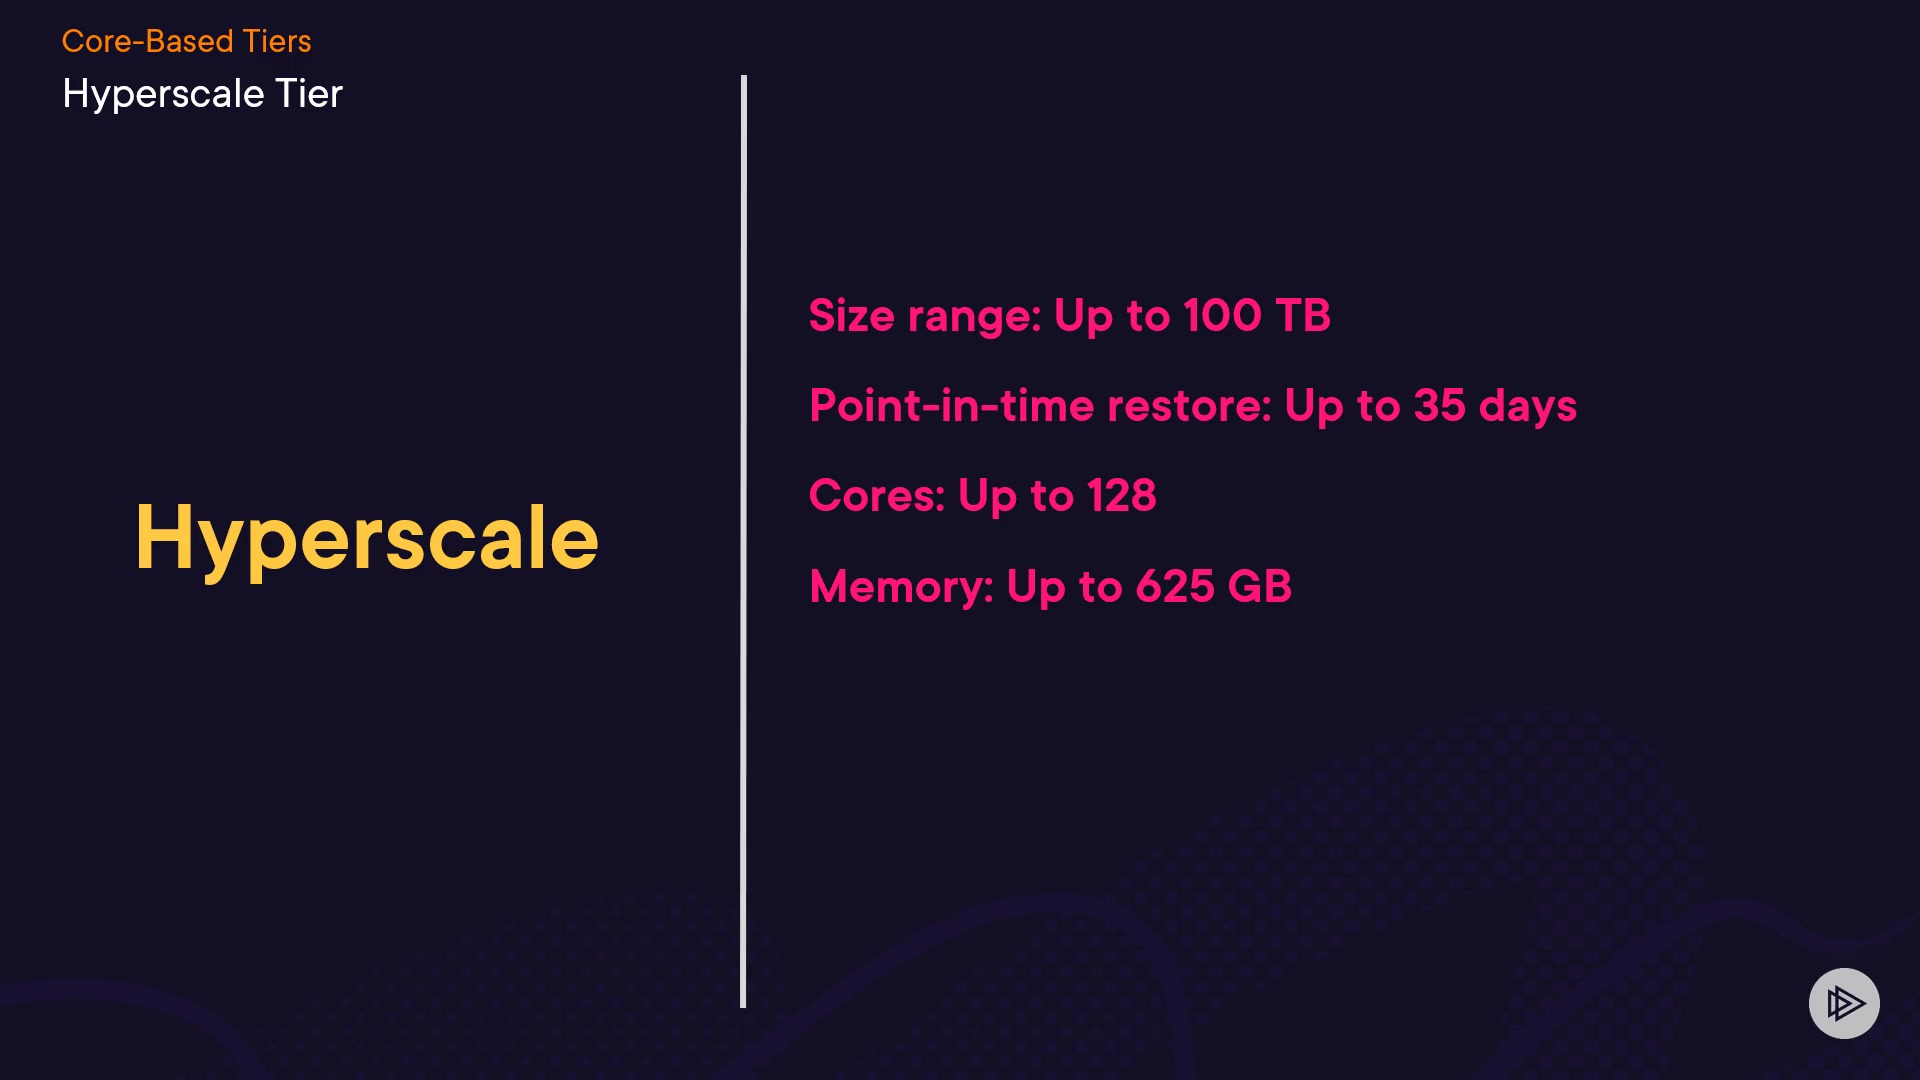 Core-Based Tiers
Hyperscale Tier
Hyperscale
Size range: Up to 100 TB
Point-in-time restore: Up to 35 days
Cores: Up to 128
Memory: Up to 625 GB